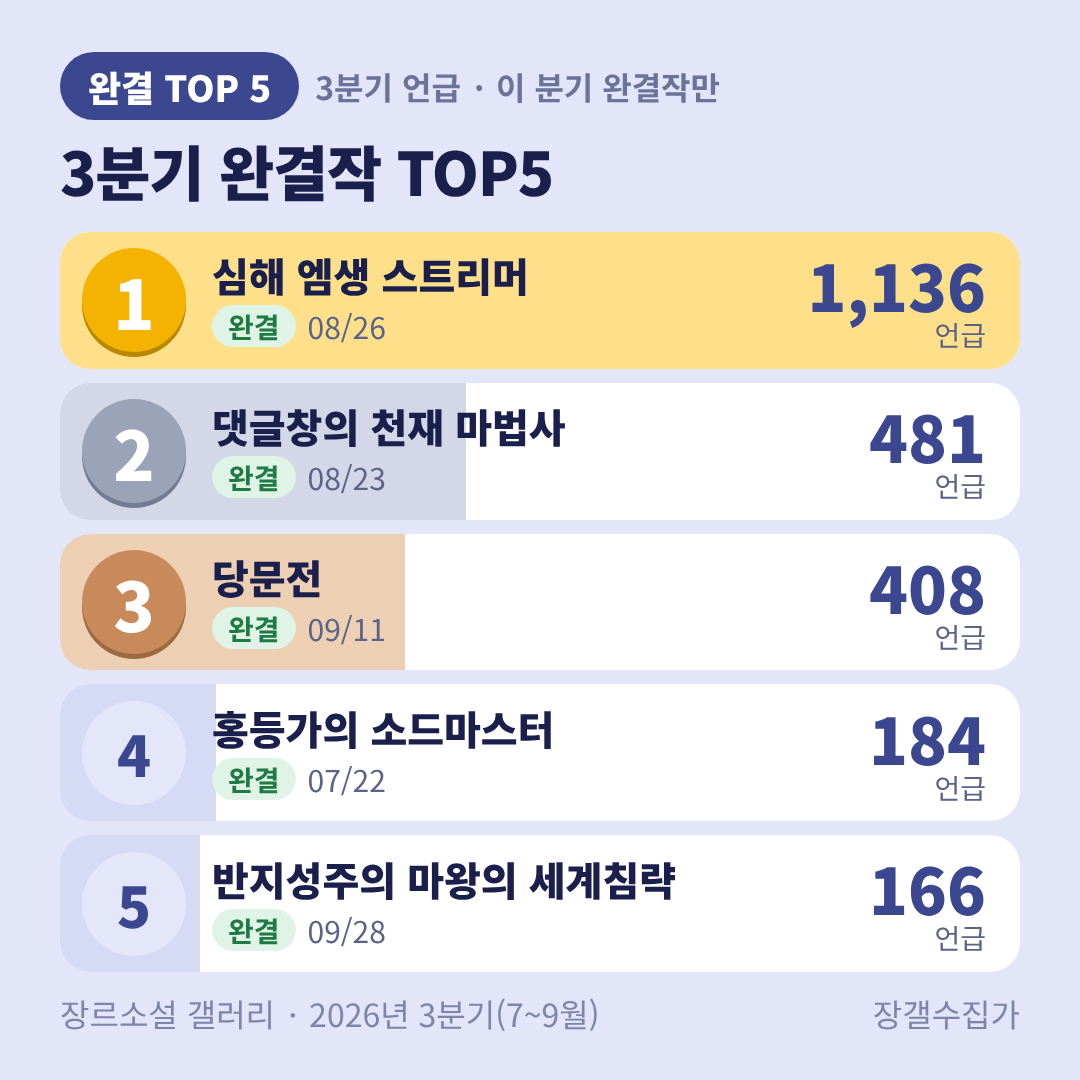 완결 TOP 5 3분기 언급 · 이 분기 완결작만
3분기 완결작 TOP5
1 심해 엠생 스트리머 1,136
완결 08/26 언급
2 댓글창의 천재 마법사 481
완결 08/23 언급
3 당문전 408
완결 09/11 언급
4 홍등가의 소드마스터 184
완결 07/22 언급
5 반지성주의 마왕의 세계침략 166
완결 09/28 언급
장르소설 갤러리 · 2026년 3분기(7~9월) 장갤수집가